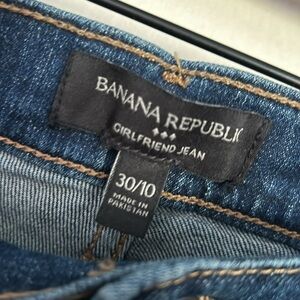 BANANA REPUBLIC
GIRLFRIEND JEAN
30/10
MADE IN
PAKISTAN